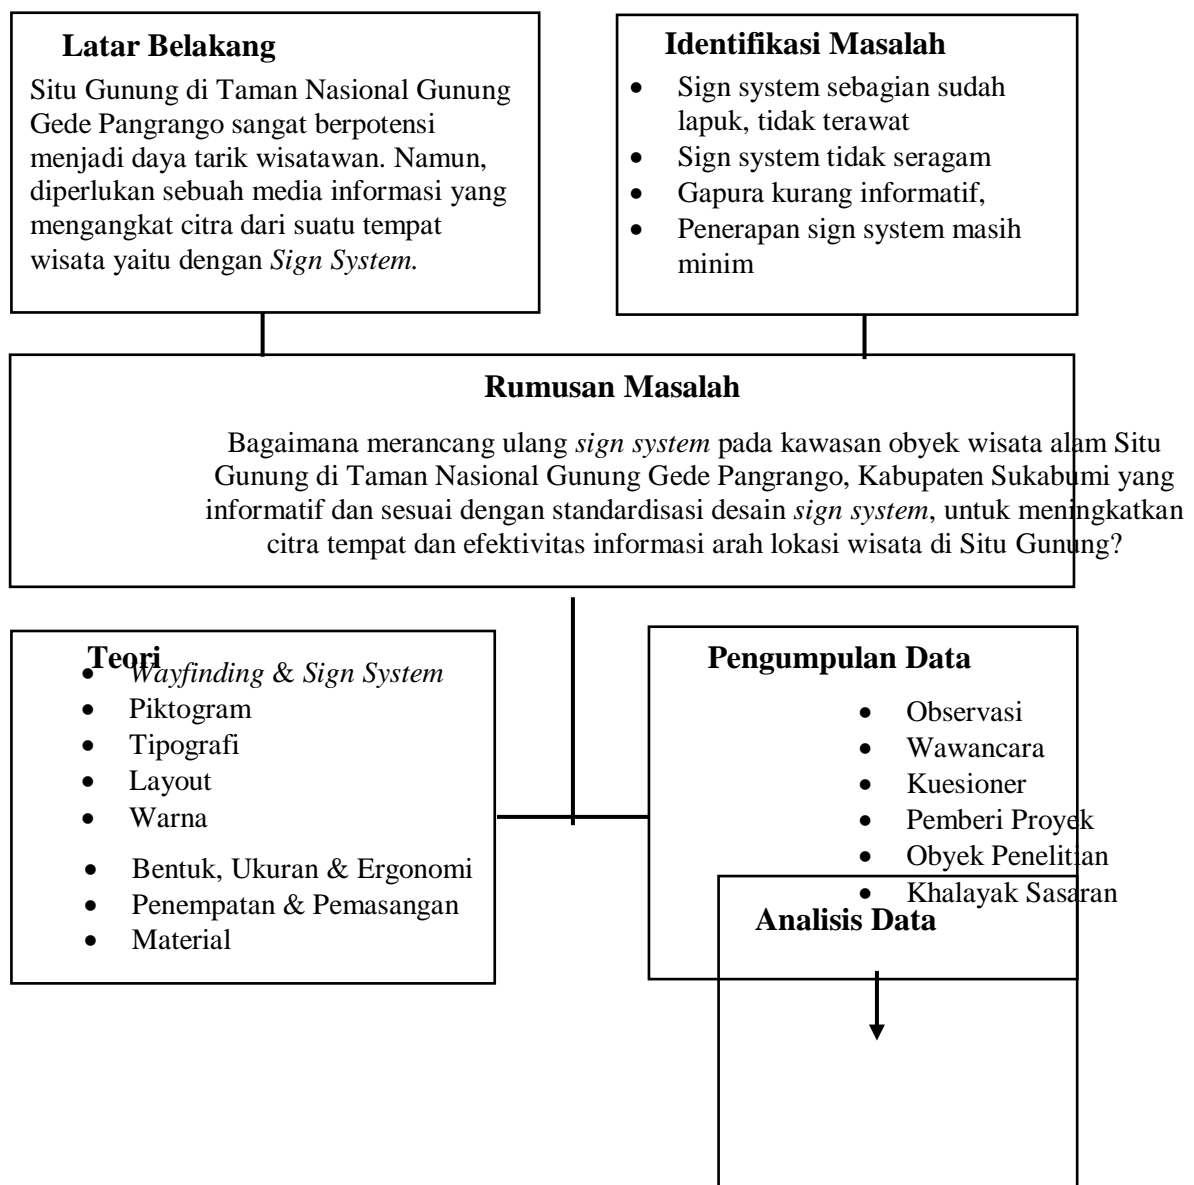 Latar Belakang
Situ Gunung di Taman Nasional Gunung
Gede Pangrango sangat berpotensi
menjadi daya tarik wisatawan. Namun,
diperlukan sebuah media informasi yang
mengangkat citra dari suatu tempat
wisata yaitu dengan Sign System.
Identifikasi Masalah
• Sign system sebagian sudah
lapuk, tidak terawat
• Sign system tidak seragam
• Gapura kurang informatif,
• Penerapan sign system masih
minim
Rumusan Masalah
Bagaimana merancang ulang sign system pada kawasan obyek wisata alam Situ
Gunung di Taman Nasional Gunung Gede Pangrango, Kabupaten Sukabumi yang
informatif dan sesuai dengan standardisasi desain sign system, untuk meningkatkan
citra tempat dan efektivitas informasi arah lokasi wisata di Situ Gunung?
Teori
• Wayfinding & Sign System
• Piktogram
• Tipografi
• Layout
• Warna
• Bentuk, Ukuran & Ergonomi
• Penempatan & Pemasangan
• Material
Pengumpulan Data
• Observasi
• Wawancara
• Kuesioner
• Pemberi Proyek
• Obyek Penelitian
• Khalayak Sasaran
Analisis Data